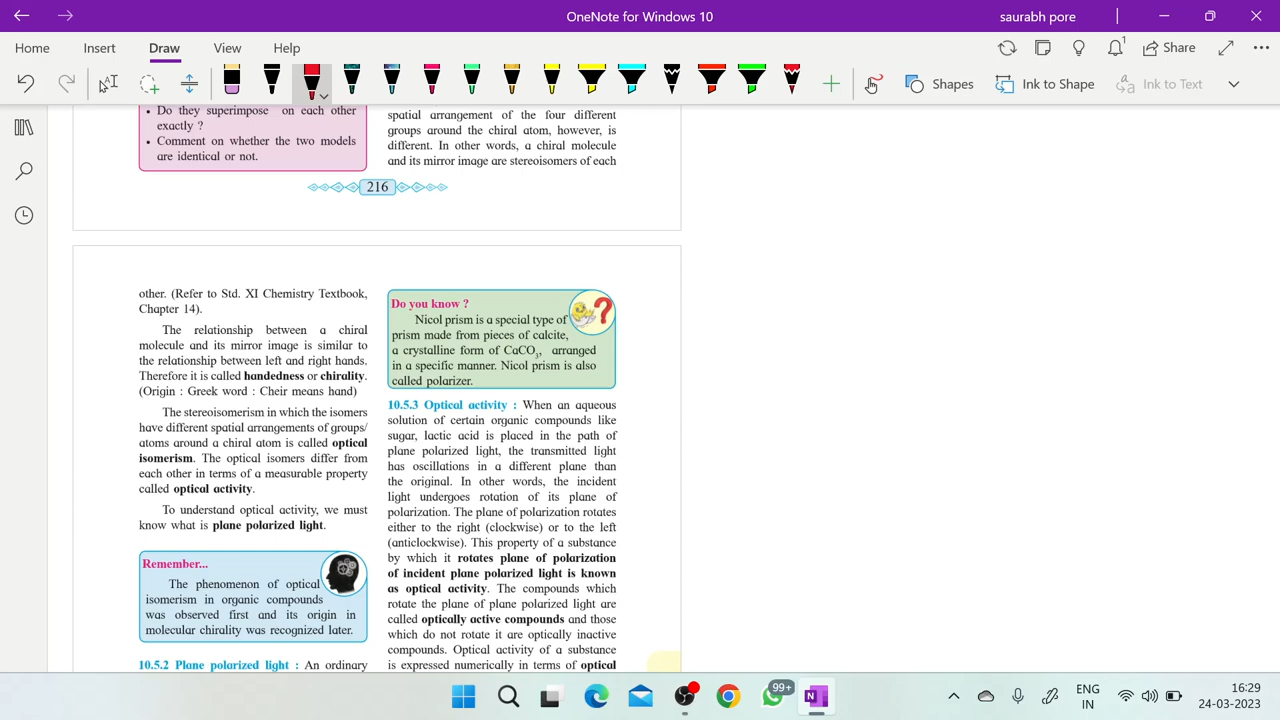 OneNote for Windows 10
saurabh pore
Home
Insert
Draw
View
Help
1
Share
Shapes
Ink to Shape
Ink to Text
• Do they superimpose on each other
exactly ?
• Comment on whether the two models
are identical or not.
spatial arrangement of the four different
groups around the chiral atom, however, is
different. In other words, a chiral molecule
and its mirror image are stereoisomers of each
216
other. (Refer to Std. XI Chemistry Textbook,
Chapter 14).
The relationship between a chiral
molecule and its mirror image is similar to
the relationship between left and right hands.
Therefore it is called handedness or chirality.
(Origin : Greek word : Cheir means hand)
The stereoisomerism in which the isomers
have different spatial arrangements of groups/
atoms around a chiral atom is called optical
isomerism. The optical isomers differ from
each other in terms of a measurable property
called optical activity.
To understand optical activity, we must
know what is plane polarized light.
Remember...
The phenomenon of optical
isomerism in organic compounds
was observed first and its origin in
molecular chirality was recognized later.
10.5.2 Plane polarized light : An ordinary
Do you know ?
Nicol prism is a special type of
prism made from pieces of calcite,
a crystalline form of CaCO3, arranged
in a specific manner. Nicol prism is also
called polarizer.
10.5.3 Optical activity : When an aqueous
solution of certain organic compounds like
sugar, lactic acid is placed in the path of
plane polarized light, the transmitted light
has oscillations in a different plane than
the original. In other words, the incident
light undergoes rotation of its plane of
polarization. The plane of polarization rotates
either to the right (clockwise) or to the left
(anticlockwise). This property of a substance
by which it rotates plane of polarization
of incident plane polarized light is known
as optical activity. The compounds which
rotate the plane of plane polarized light are
called optically active compounds and those
which do not rotate it are optically inactive
compounds. Optical activity of a substance
is expressed numerically in terms of optical
99+
ENG
IN
16:29
24-03-2023